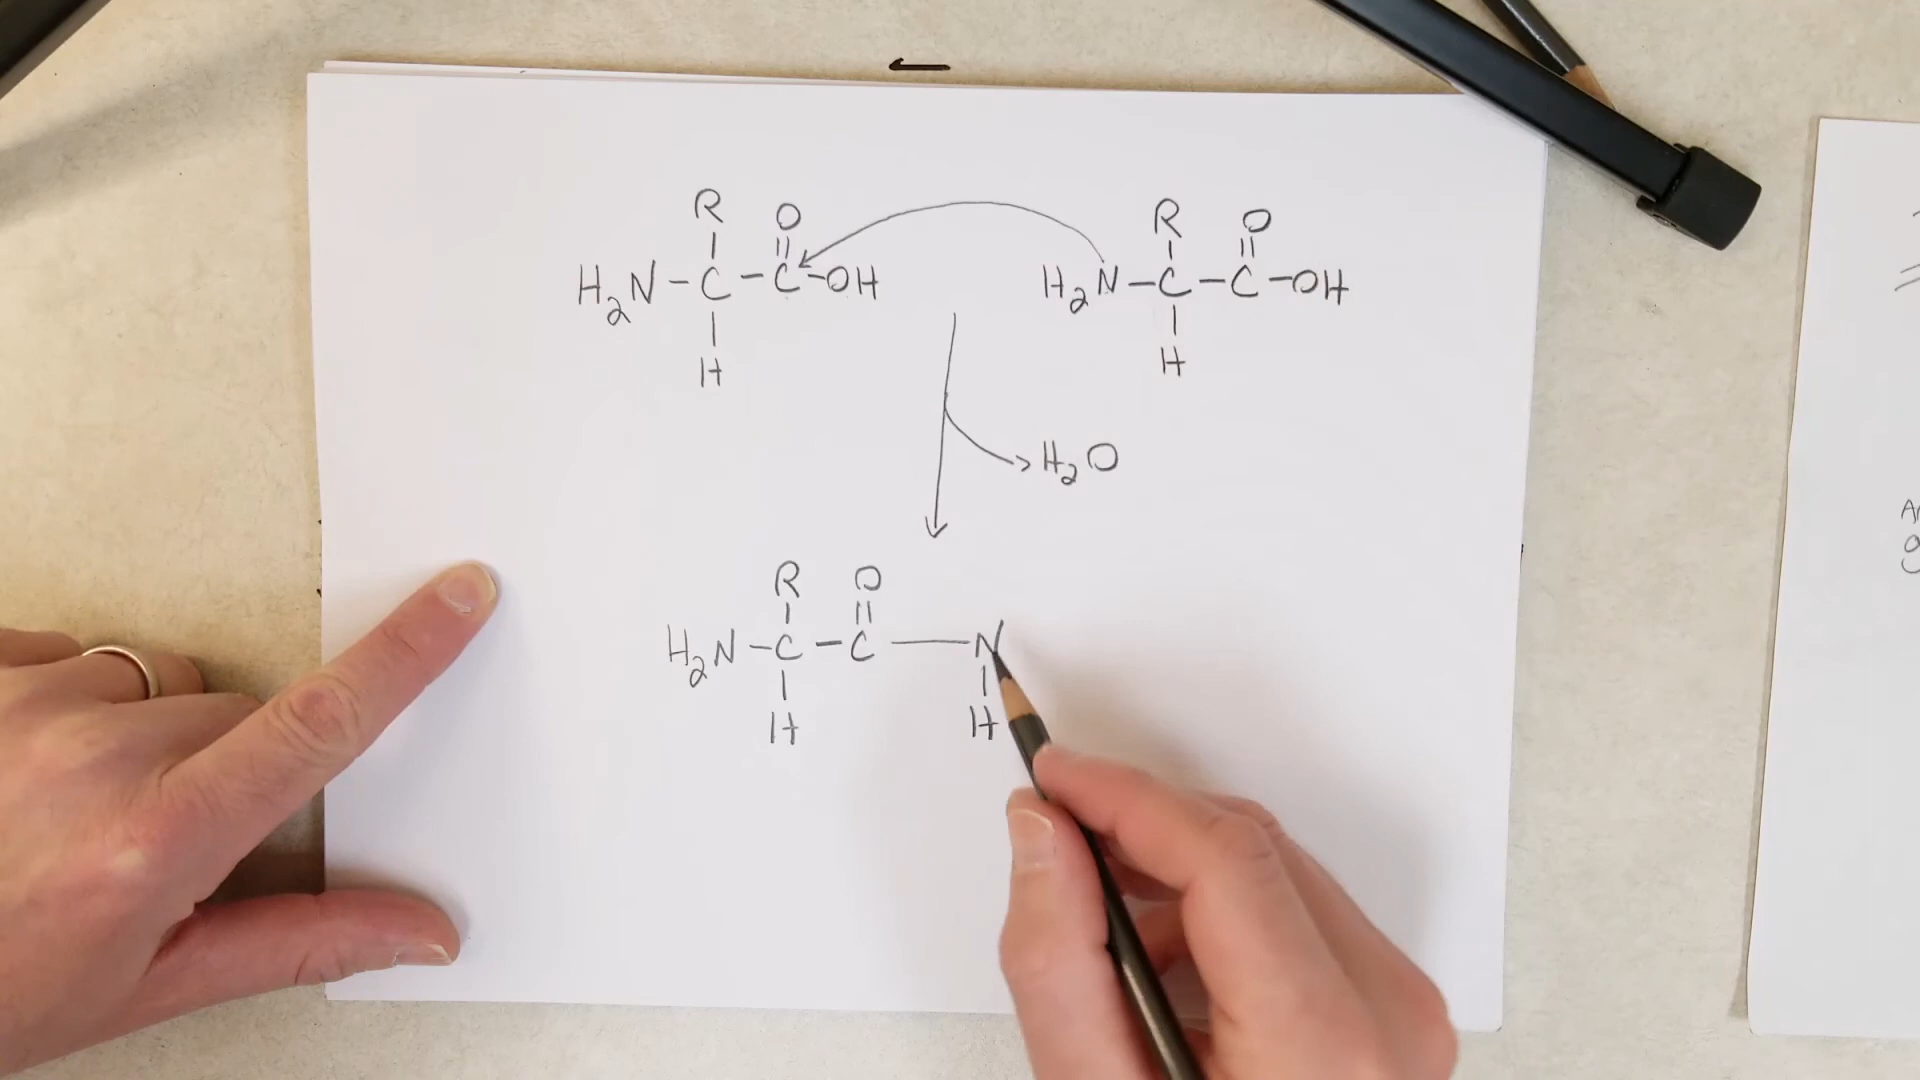 R O R O
H₂N-C-C-OH H₂N-C-C-OH
H H
H₂O
R O
H₂N-C-C-N
H H